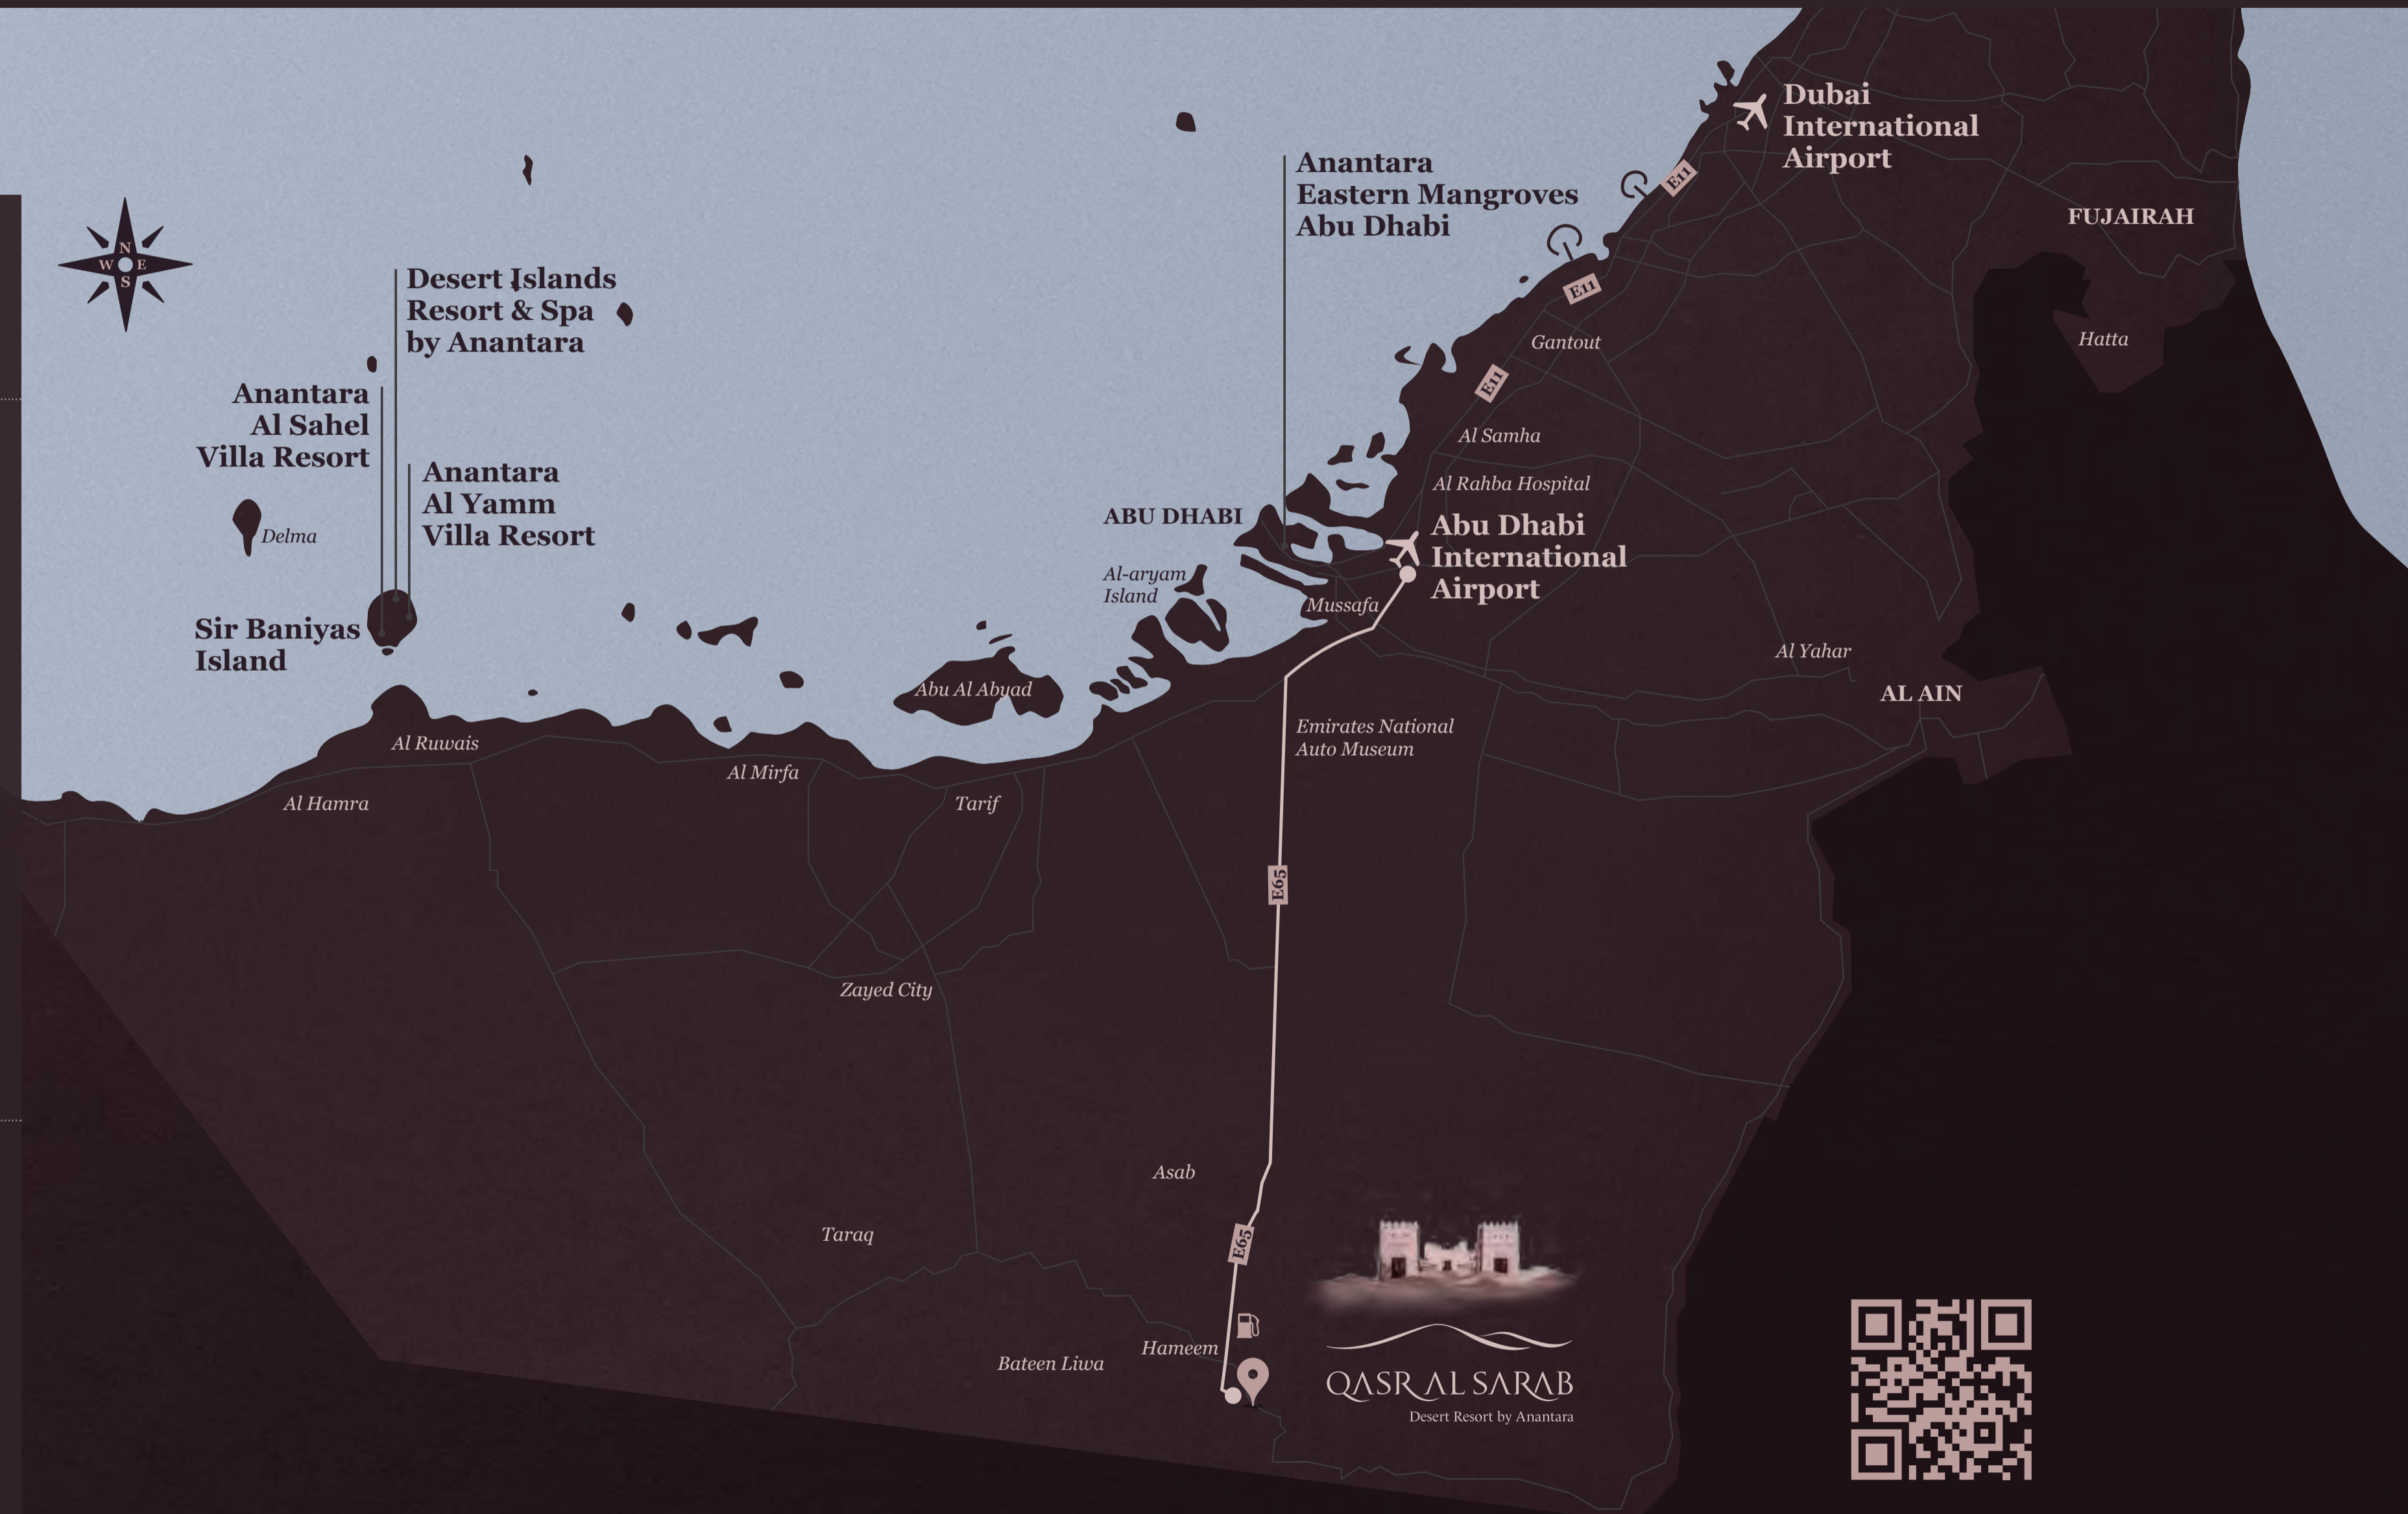 Dubai
International
Airport
Anantara
Eastern Mangroves
Abu Dhabi
E11
FUJAIRAH
N
W E
S
Desert Islands
Resort & Spa
by Anantara
E11
Gantout
Hatta
Anantara
Al Sahel
Villa Resort
E11
Al Samha
Anantara
Al Yamm
Villa Resort
Al Rahba Hospital
ABU DHABI
Abu Dhabi
International
Airport
Delma
Al-aryam
Island
Mussafa
Sir Baniyas
Island
Al Yahar
Abu Al Abyad
AL AIN
Emirates National
Auto Museum
Al Ruwais
Al Mirfa
Al Hamra
Tarif
E65
Zayed City
Asab
Taraq
E65
Hameem
Bateen Liwa
QASR AL SARAB
Desert Resort by Anantara